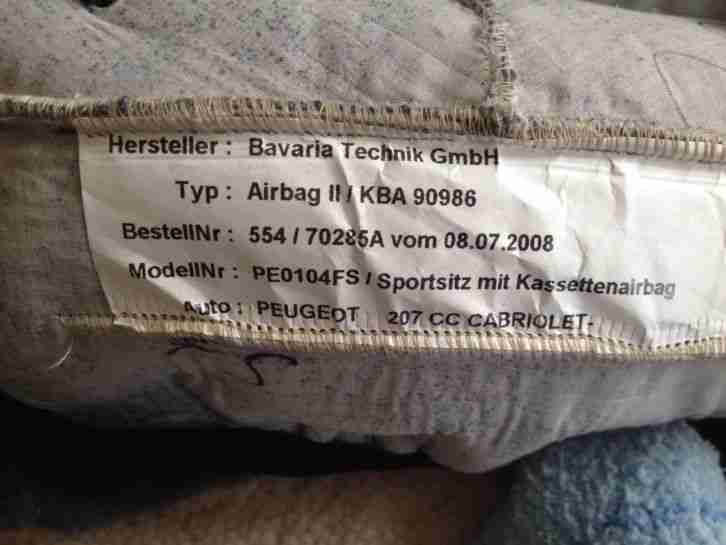 Hersteller : Bavaria Technik GmbH
Typ : Airbag II / KBA 90986
BestellNr : 554 / 70285A vom 08.07.2008
ModellNr : PE0104FS / Sportsitz mit Kassettenairbag
Auto : PEUGEOT 207 CC CABRIOLET-